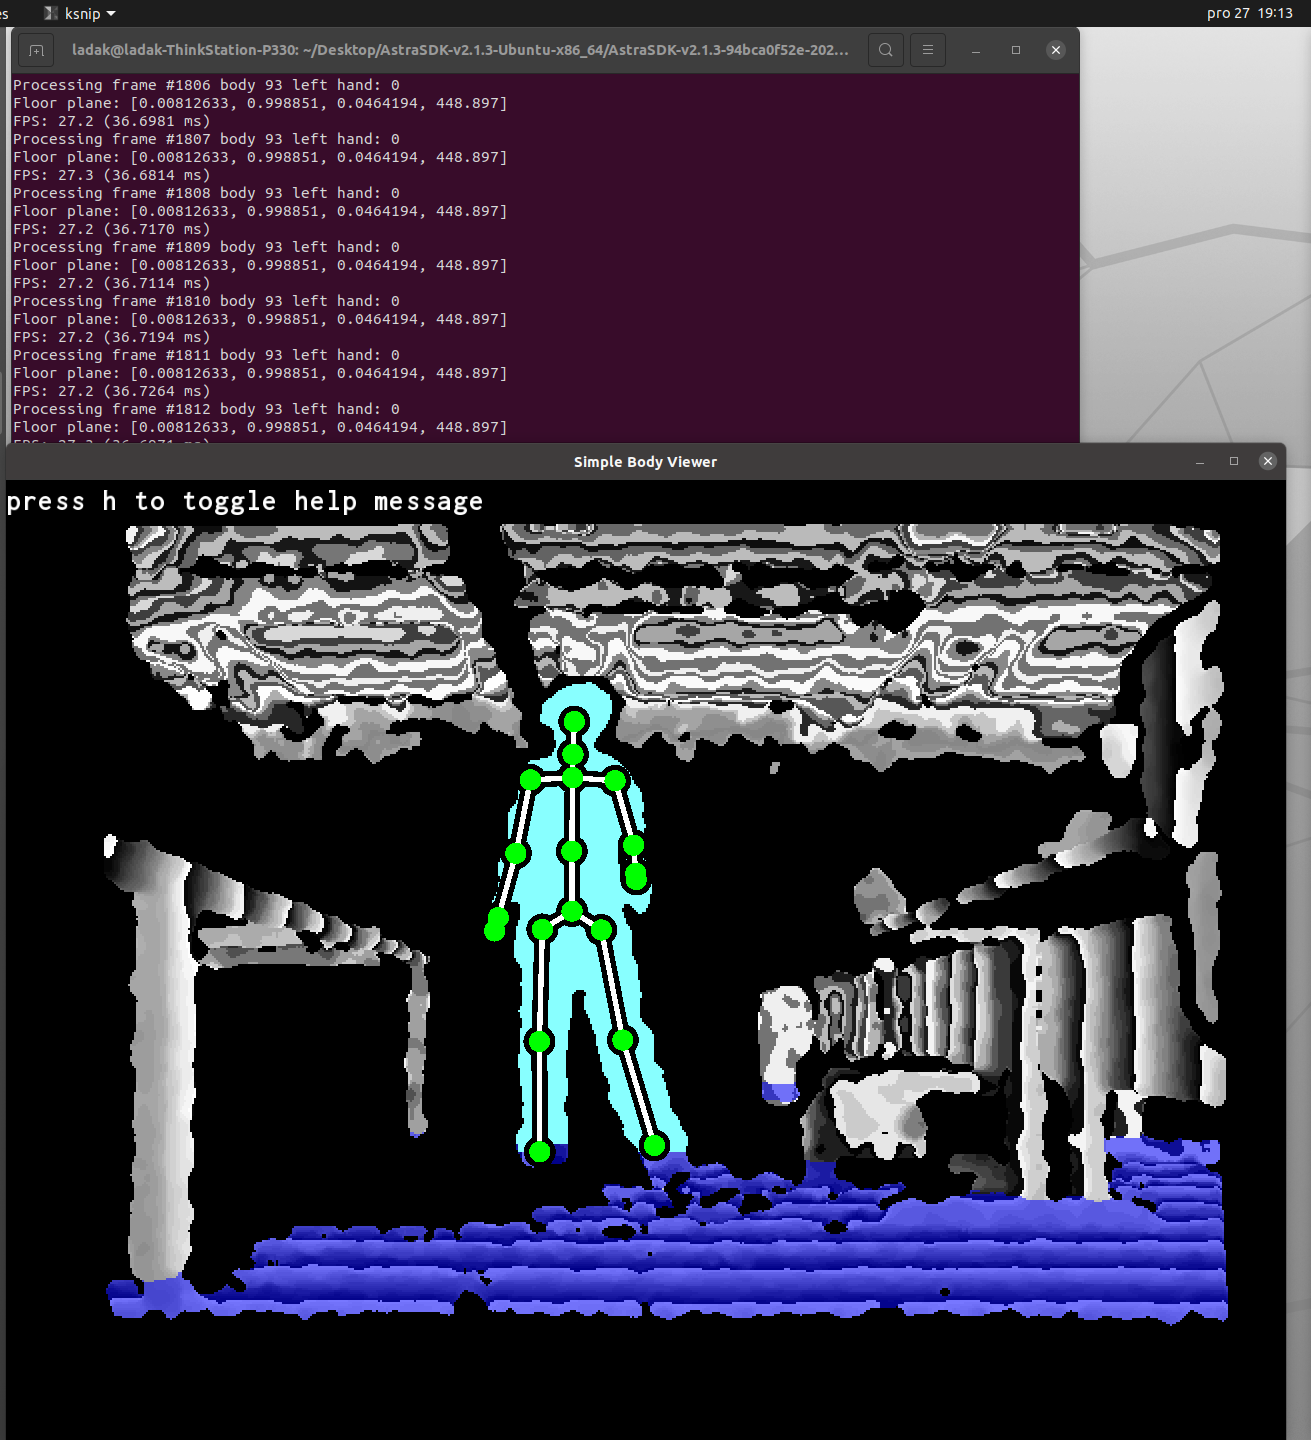 es ksnip pro 27 19:13
ladak@ladak-ThinkStation-P330: ~/Desktop/AstraSDK-v2.1.3-Ubuntu-x86_64/AstraSDK-v2.1.3-94bca0f52e-202...
Processing frame #1806 body 93 left hand: 0
Floor plane: [0.00812633, 0.998851, 0.0464194, 448.897]
FPS: 27.2 (36.6981 ms)
Processing frame #1807 body 93 left hand: 0
Floor plane: [0.00812633, 0.998851, 0.0464194, 448.897]
FPS: 27.3 (36.6814 ms)
Processing frame #1808 body 93 left hand: 0
Floor plane: [0.00812633, 0.998851, 0.0464194, 448.897]
FPS: 27.2 (36.7170 ms)
Processing frame #1809 body 93 left hand: 0
Floor plane: [0.00812633, 0.998851, 0.0464194, 448.897]
FPS: 27.2 (36.7114 ms)
Processing frame #1810 body 93 left hand: 0
Floor plane: [0.00812633, 0.998851, 0.0464194, 448.897]
FPS: 27.2 (36.7194 ms)
Processing frame #1811 body 93 left hand: 0
Floor plane: [0.00812633, 0.998851, 0.0464194, 448.897]
FPS: 27.2 (36.7264 ms)
Processing frame #1812 body 93 left hand: 0
Floor plane: [0.00812633, 0.998851, 0.0464194, 448.897]
Simple Body Viewer
press h to toggle help message